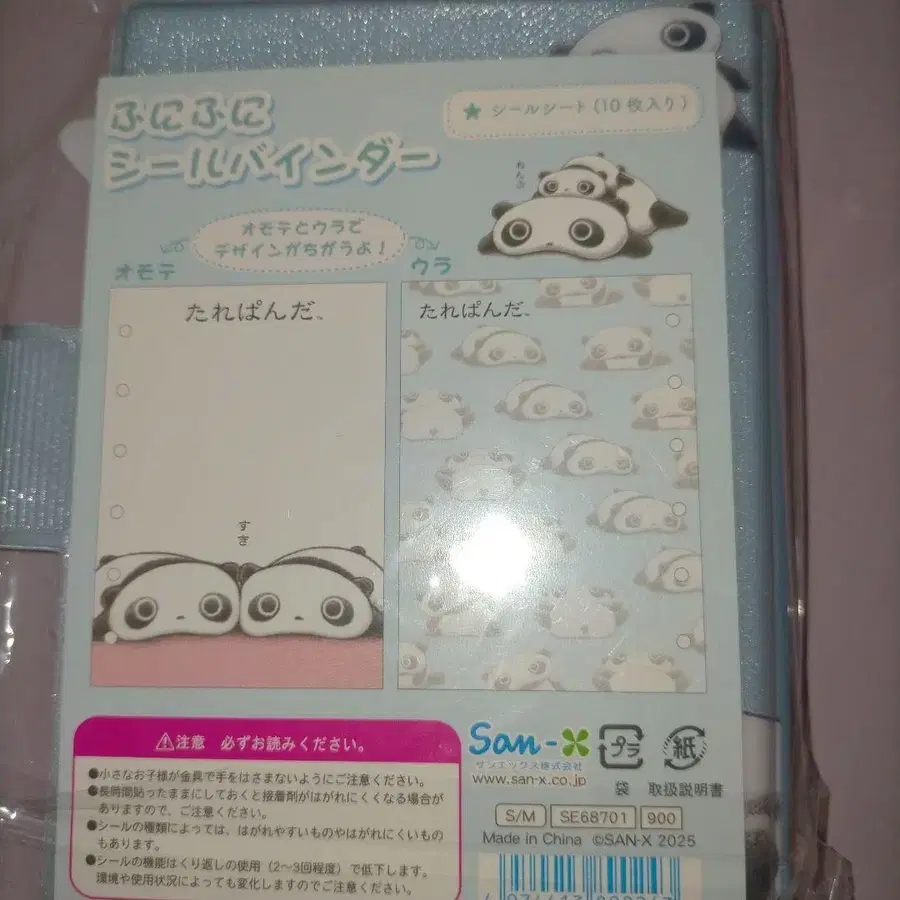 ふにふに
シールバインダー
★ シールシート（10枚入り）
れんさ
オモテとウラで
デザインがちがうよ！
オモテ
ウラ
たれぱんだ™
すき
たれぱんだ™
⚠注意 必ずお読みください。
●小さなお子様が金具で手をはさまないようにご注意ください。
●長時間貼ったままにしておくと接着剤がはがれにくくなる場合が
ありますので、ご注意ください。
●シールの種類によっては、はがれやすいものやはがれにくいもの
もあります。
●シールの機能はくり返しの使用（2〜3回程度）で低下します。
環境や使用状況によっても変化しますのでご注意ください。
San-X
サンエックス株式会社
www.san-x.co.jp
プラ
袋
紙
取扱説明書
S/M SE68701 900
Made in China ©SAN-X 2025